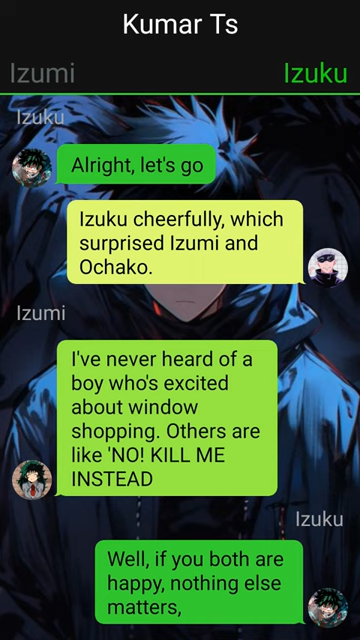 Kumar Ts
Izumi
Izuku
Izuku
Alright, let's go
Izuku cheerfully, which
surprised Izumi and
Ochako.
Izumi
I've never heard of a
boy who's excited
about window
shopping. Others are
like 'NO! KILL ME
INSTEAD
Izuku
Well, if you both are
happy, nothing else
matters,